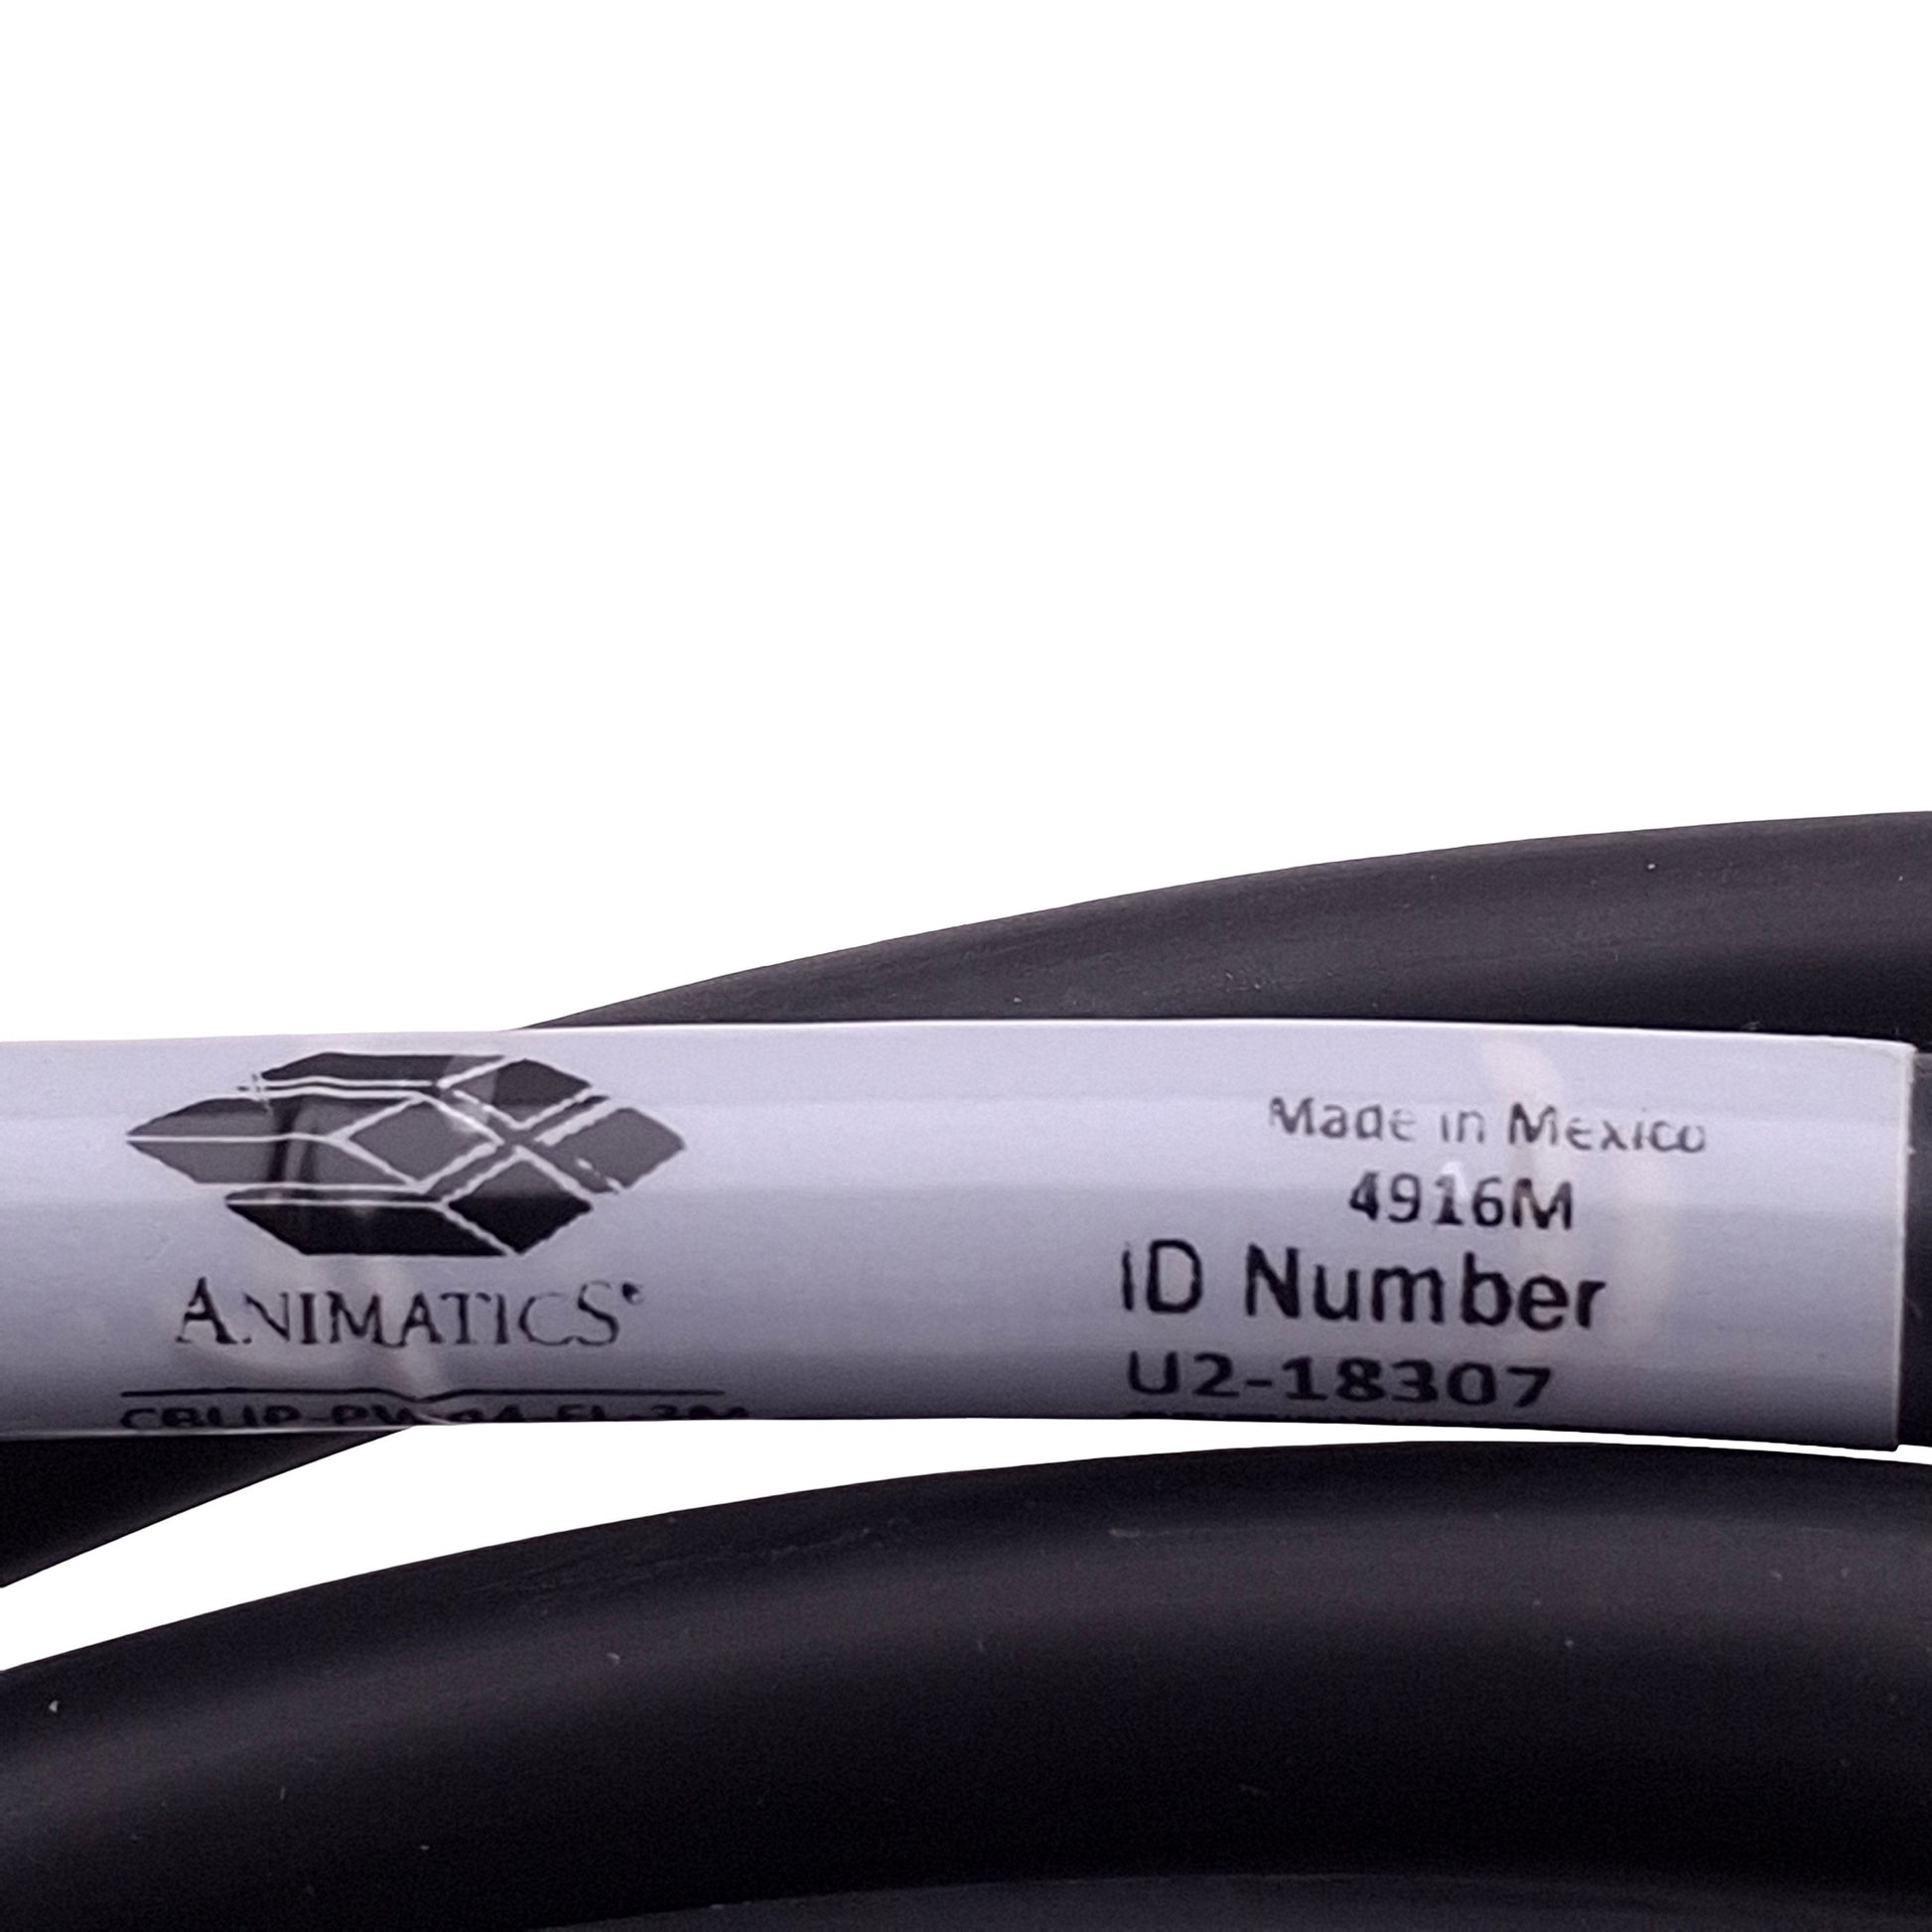 ANIMATICS®
Made in Mexico
4916M
ID Number
U2-18307